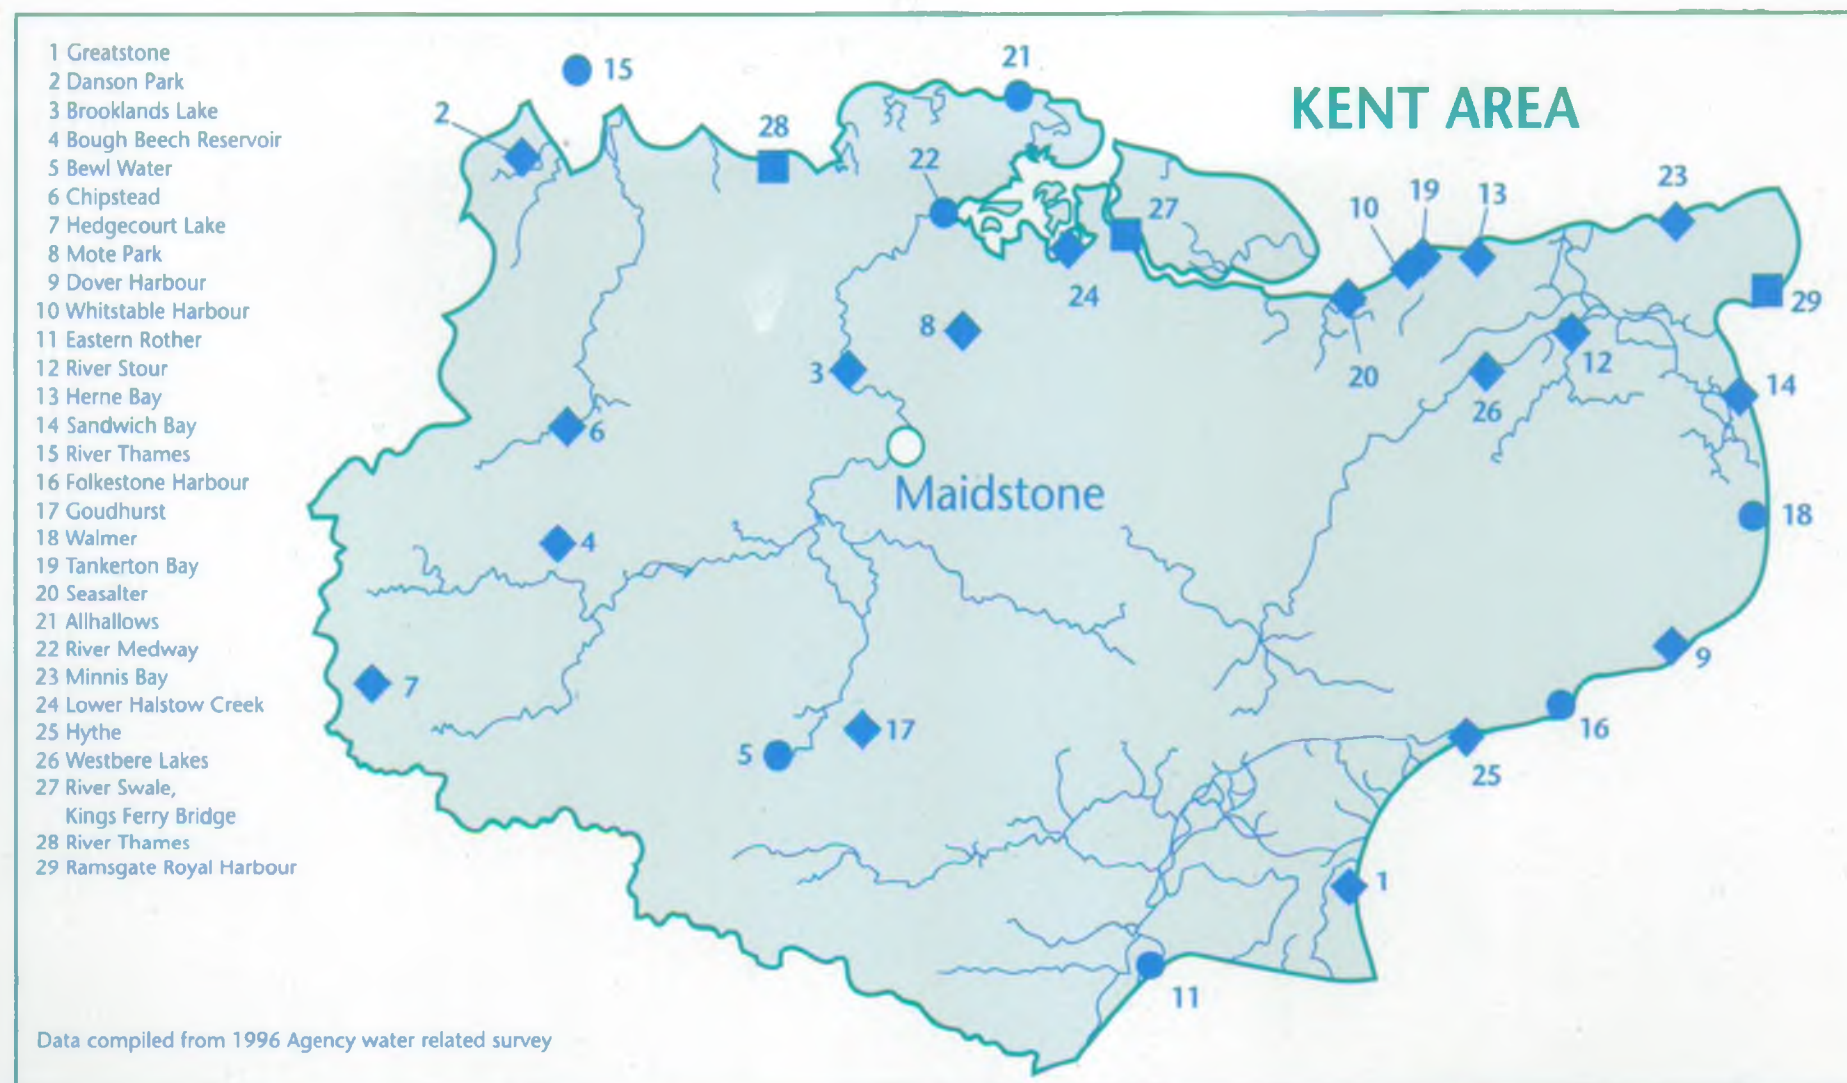 KENT AREA
1 Greatstone
2 Danson Park
3 Brooklands Lake
4 Bough Beech Reservoir
5 Bewl Water
6 Chipstead
7 Hedgecourt Lake
8 Mote Park
9 Dover Harbour
10 Whitstable Harbour
11 Eastern Rother
12 River Stour
13 Herne Bay
14 Sandwich Bay
15 River Thames
16 Folkestone Harbour
17 Goudhurst
18 Walmer
19 Tankerton Bay
20 Seasalter
21 Allhallows
22 River Medway
23 Minnis Bay
24 Lower Halstow Creek
25 Hythe
26 Westbere Lakes
27 River Swale,
Kings Ferry Bridge
28 River Thames
29 Ramsgate Royal Harbour
Data compiled from 1996 Agency water related survey
21
15
2
28
22
27
10
19
13
23
24
29
8
3
20
26
12
14
6
Maidstone
18
4
9
7
16
17
5
25
1
11